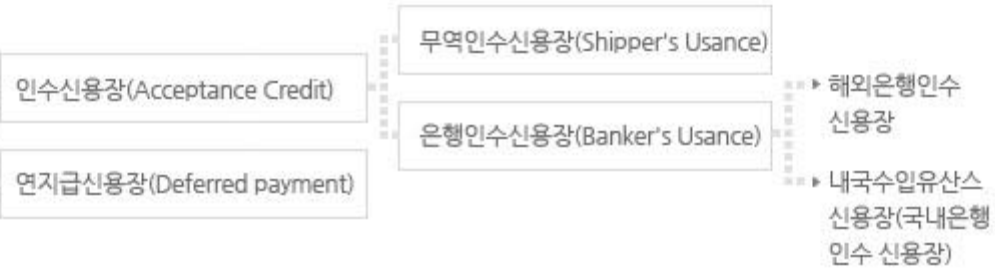 인수신용장(Acceptance Credit)
연지급신용장(Deferred payment)
무역인수신용장(Shipper's Usance)
은행인수신용장(Banker's Usance)
해외은행인수
신용장
내국수입유산스
신용장(국내은행
인수 신용장)